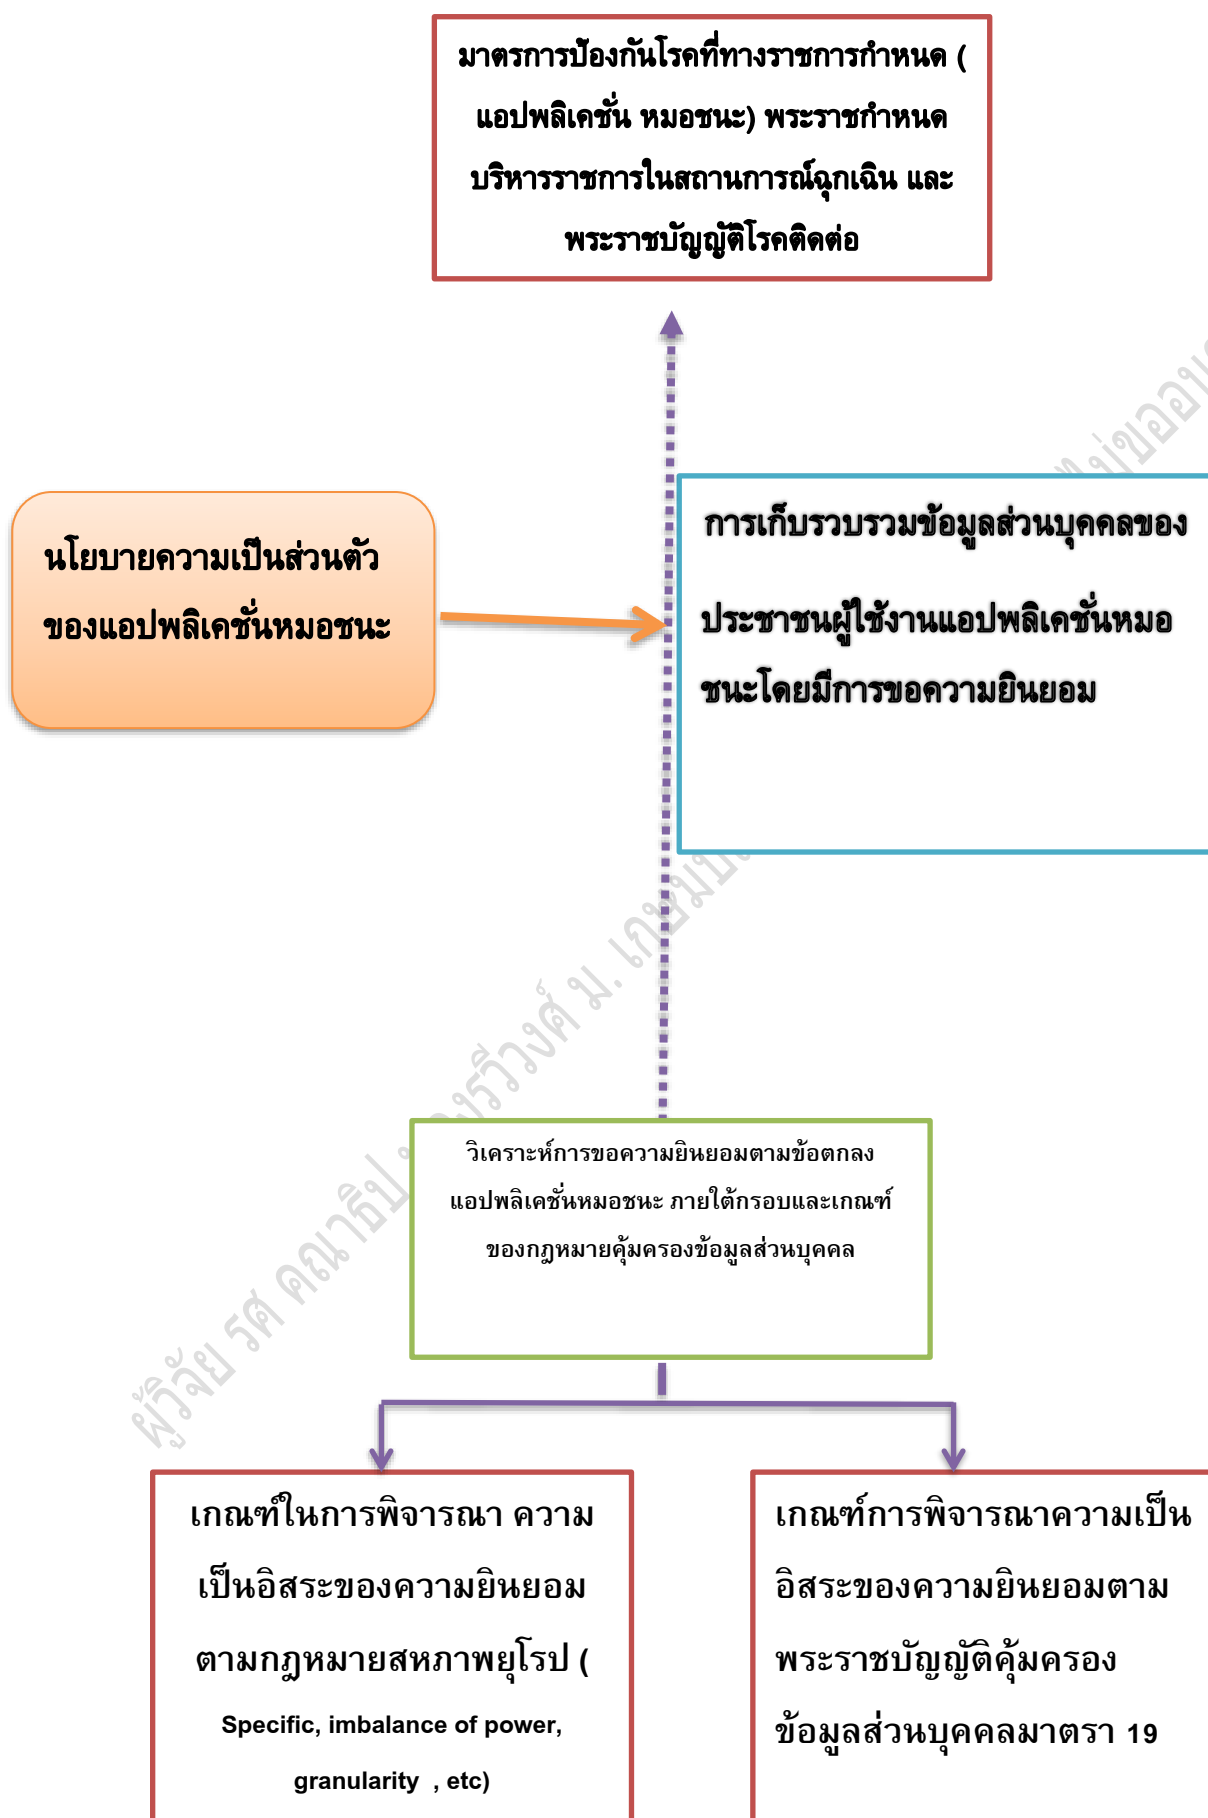 มาตรการป้องกันโรคที่ทางราชการกำหนด (
แอปพลิเคชั่น หมอชนะ) พระราชกำหนด
บริหารราชการในสถานการณ์ฉุกเฉิน และ
พระราชบัญญัติโรคติดต่อ
นโยบายความเป็นส่วนตัว
ของแอปพลิเคชั่นหมอชนะ
การเก็บรวบรวมข้อมูลส่วนบุคคลของ
ประชาชนผู้ใช้งานแอปพลิเคชั่นหมอ
ชนะโดยมีการขอความยินยอม
วิเคราะห์การขอความยินยอมตามข้อตกลง
แอปพลิเคชั่นหมอชนะ ภายใต้กรอบและเกณฑ์
ของกฎหมายคุ้มครองข้อมูลส่วนบุคคล
เกณฑ์ในการพิจารณา ความ
เป็นอิสระของความยินยอม
ตามกฎหมายสหภาพยุโรป (
Specific, imbalance of power,
granularity , etc)
เกณฑ์การพิจารณาความเป็น
อิสระของความยินยอมตาม
พระราชบัญญัติคุ้มครอง
ข้อมูลส่วนบุคคลมาตรา 19
ผู้วิจัย รศ คณาธิป ม. เกษม